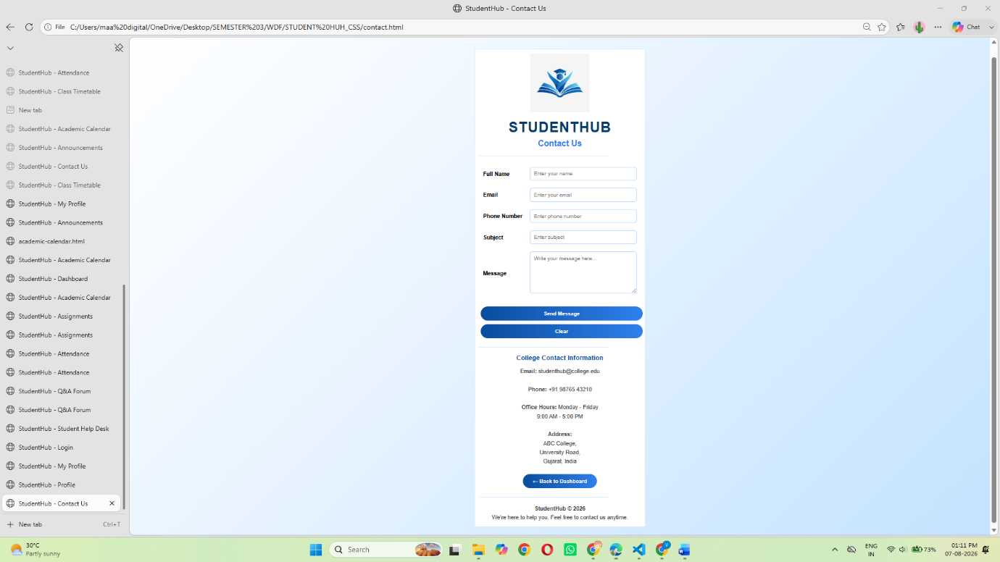 StudentHub - Contact Us
File C:/Users/maa%20digital/OneDrive/Desktop/SEMESTER%203/WDF/STUDENT%20HUH_CSS/contact.html
Chat
StudentHub - Attendance
StudentHub - Class Timetable
New tab
StudentHub - Academic Calendar
StudentHub - Announcements
StudentHub - Contact Us
StudentHub - Class Timetable
StudentHub - My Profile
StudentHub - Announcements
academic-calendar.html
StudentHub - Academic Calendar
StudentHub - Dashboard
StudentHub - Academic Calendar
StudentHub - Assignments
StudentHub - Assignments
StudentHub - Attendance
StudentHub - Attendance
StudentHub - Q&A Forum
StudentHub - Q&A Forum
StudentHub - Student Help Desk
StudentHub - Login
StudentHub - My Profile
StudentHub - Profile
StudentHub - Contact Us
New tab Ctrl+T
STUDENTHUB
Contact Us
Full Name Enter your name
Email Enter your email
Phone Number Enter phone number
Subject Enter subject
Message Write your message here...
Send Message
Clear
College Contact Information
Email: studenthub@college.edu
Phone: +91 98765 43210
Office Hours: Monday - Friday
9:00 AM - 5:00 PM
Address:
ABC College,
University Road,
Gujarat, India
← Back to Dashboard
StudentHub © 2026
We're here to help you. Feel free to contact us anytime.
30°C
Partly sunny
Search
V
ENG
IN
73%
01:11 PM
07-08-2026